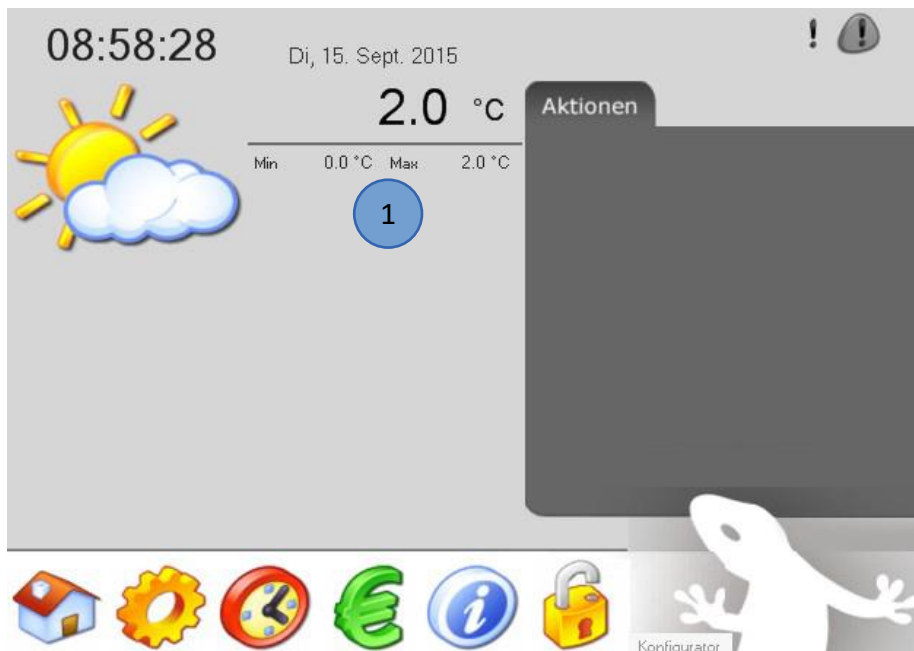 08:58:28
Di, 15. Sept. 2015
2.0 °C
Aktionen
Min 0.0 °C Max 2.0 °C
1
Konfigurator